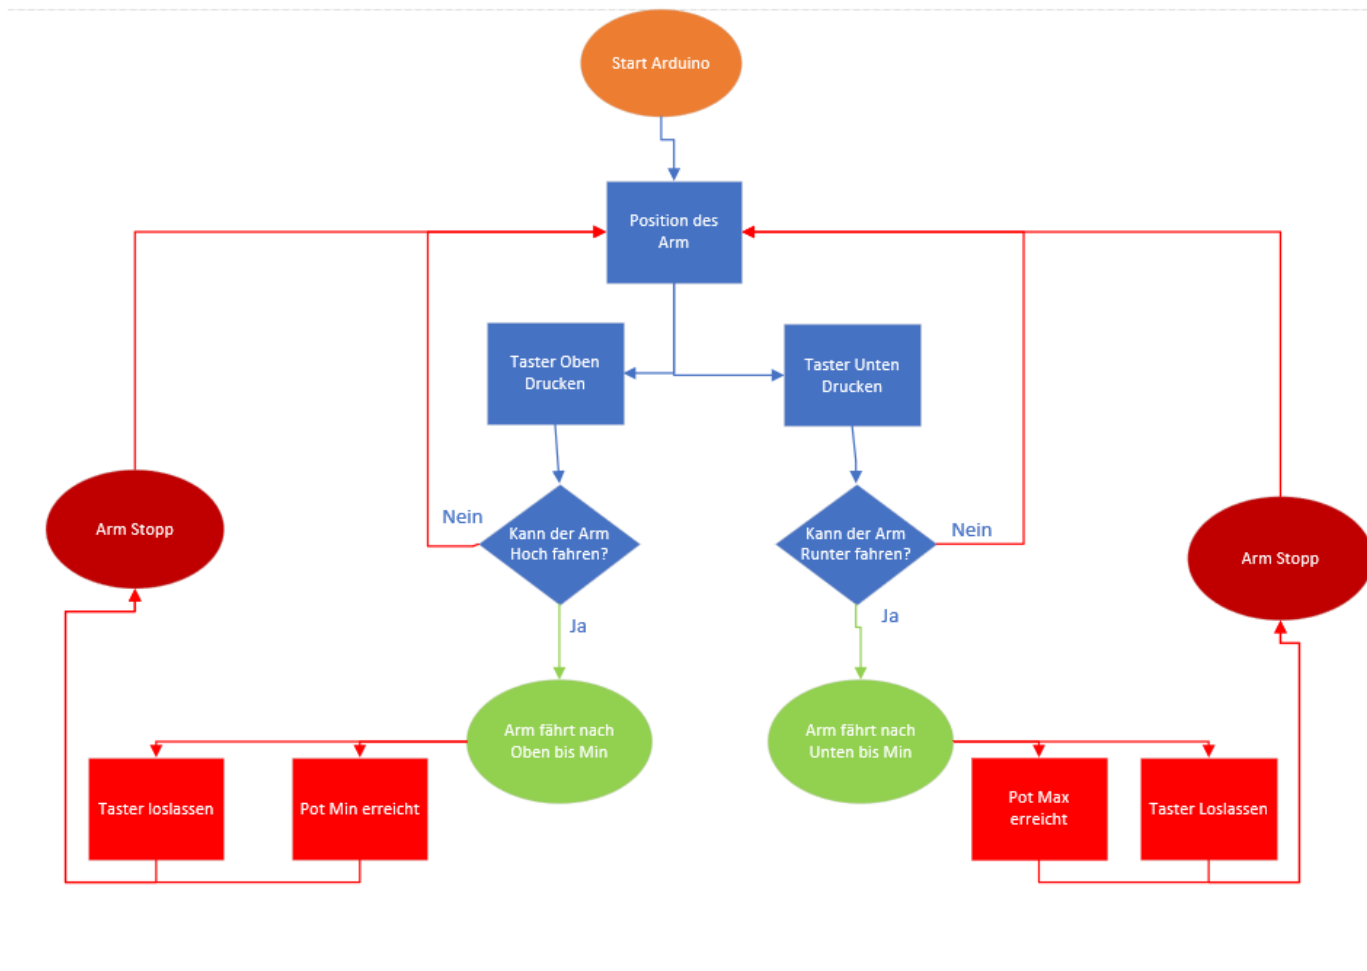 Start Arduino
Position des
Arm
Taster Oben
Drucken
Taster Unten
Drucken
Nein
Kann der Arm
Hoch fahren?
Kann der Arm
Runter fahren?
Nein
Arm Stopp
Arm Stopp
Ja
Ja
Arm fährt nach
Oben bis Min
Arm fährt nach
Unten bis Min
Taster loslassen
Pot Min erreicht
Pot Max
erreicht
Taster Loslassen